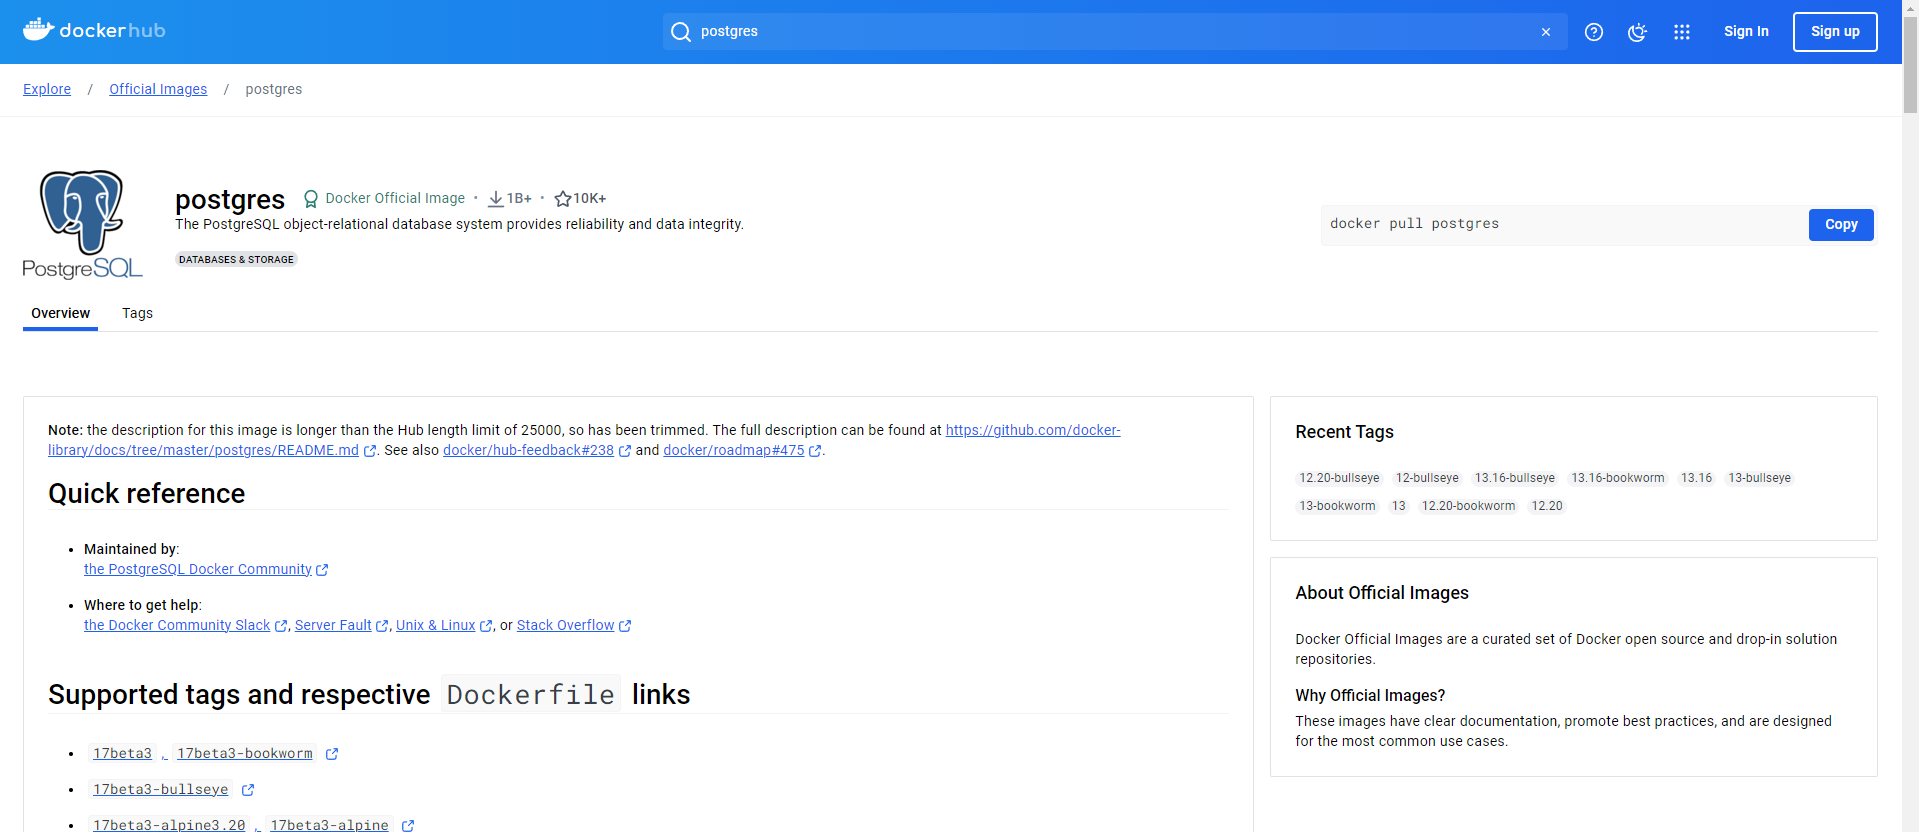 dockerhub
postgres
Sign In
Sign up
Explore / Official Images / postgres
PostgreSQL
postgres Docker Official Image · 1B+ · 10K+
The PostgreSQL object-relational database system provides reliability and data integrity.
DATABASES & STORAGE
docker pull postgres
Copy
Overview
Tags
Note: the description for this image is longer than the Hub length limit of 25000, so has been trimmed. The full description can be found at https://github.com/docker-
library/docs/tree/master/postgres/README.md. See also docker/hub-feedback#238 and docker/roadmap#475.
Quick reference
• Maintained by:
the PostgreSQL Docker Community
• Where to get help:
the Docker Community Slack, Server Fault, Unix & Linux, or Stack Overflow
Supported tags and respective Dockerfile links
• 17beta3, 17beta3-bookworm
• 17beta3-bullseye
• 17beta3-alpine3.20, 17beta3-alpine
Recent Tags
12.20-bullseye 12-bullseye 13.16-bullseye 13.16-bookworm 13.16 13-bullseye
13-bookworm 13 12.20-bookworm 12.20
About Official Images
Docker Official Images are a curated set of Docker open source and drop-in solution
repositories.
Why Official Images?
These images have clear documentation, promote best practices, and are designed
for the most common use cases.